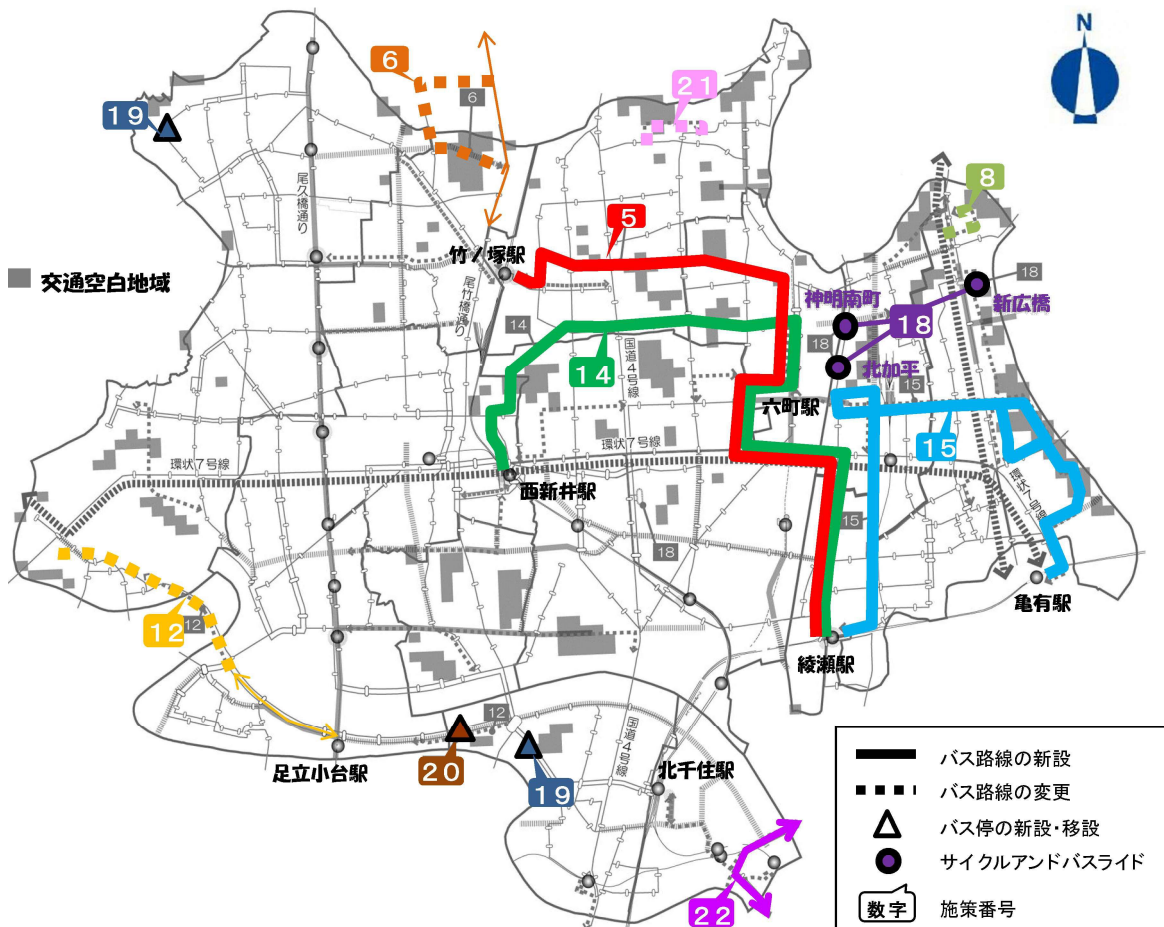 N
6
6
21
19
尾久橋通り
8
5
竹ノ塚駅
交通空白地域
尾竹橋通り
神明南町
18
新広橋
14
18
国道4号線
18
北加平
14
15
六町駅
15
環状7号線
環状7号線
西新井駅
環状7号線
15
18
亀有駅
12
12
綾瀬駅
12
足立小台駅
20
19
国道4号線
北千住駅
22
バス路線の新設
バス路線の変更
バス停の新設・移設
サイクルアンドバスライド
数字 施策番号